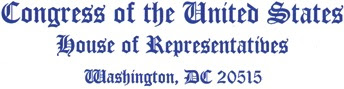 Congress of the United States
House of Representatives
Washington, DC 20515